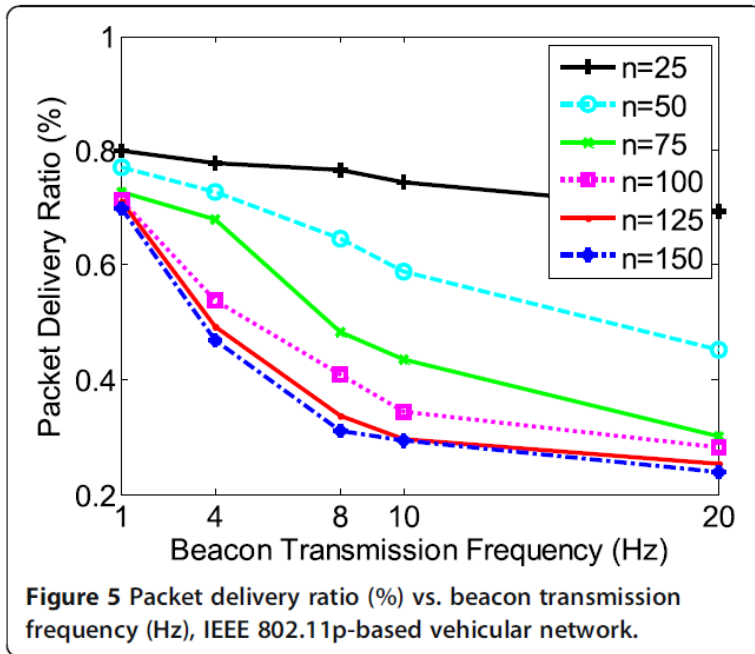 1
0.8
0.6
0.4
0.2
Packet Delivery Ratio (%)
n=25
n=50
n=75
n=100
n=125
n=150
1 4 8 10 20
Beacon Transmission Frequency (Hz)
Figure 5 Packet delivery ratio (%) vs. beacon transmission
frequency (Hz), IEEE 802.11p-based vehicular network.